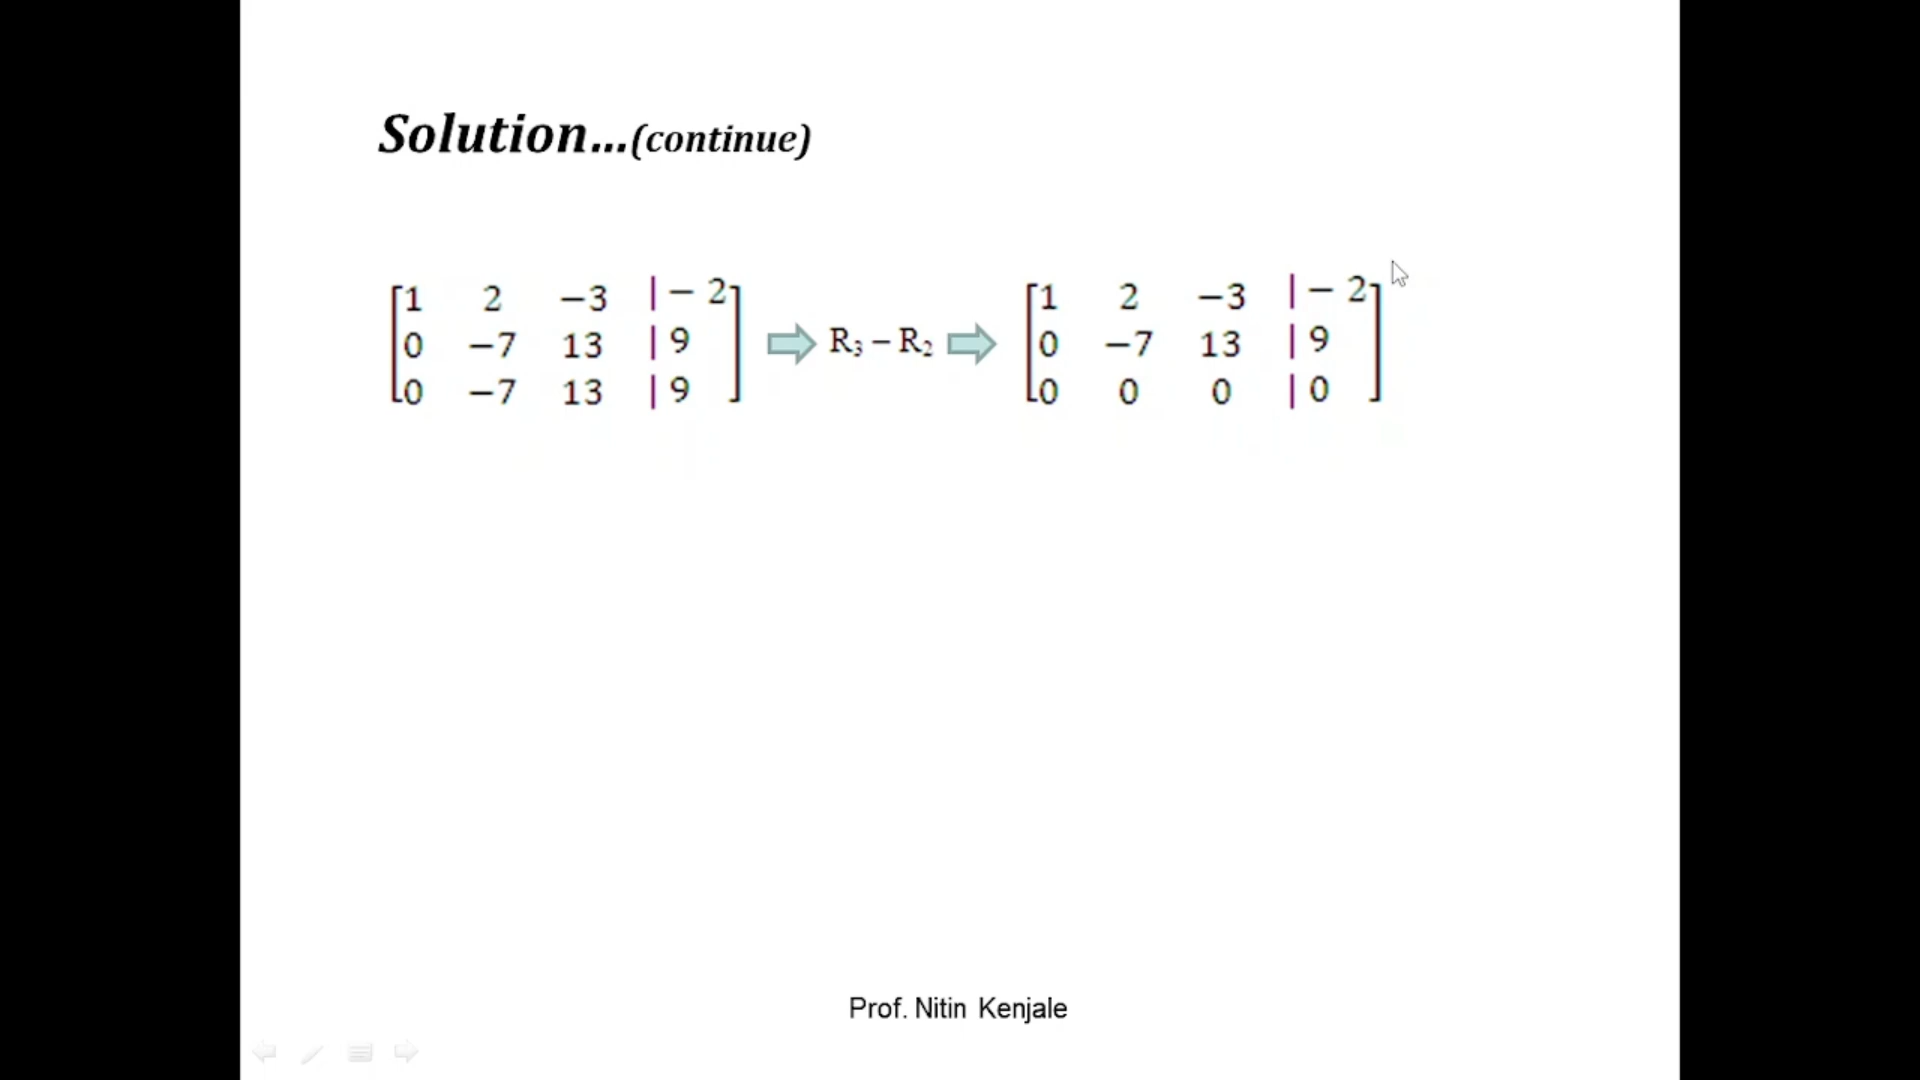 Solution...(continue)
[1 2 −3 | − 2]
[0 −7 13 | 9]
[0 −7 13 | 9]
R₃ − R₂
[1 2 −3 | − 2]
[0 −7 13 | 9]
[0 0 0 | 0]
Prof. Nitin Kenjale